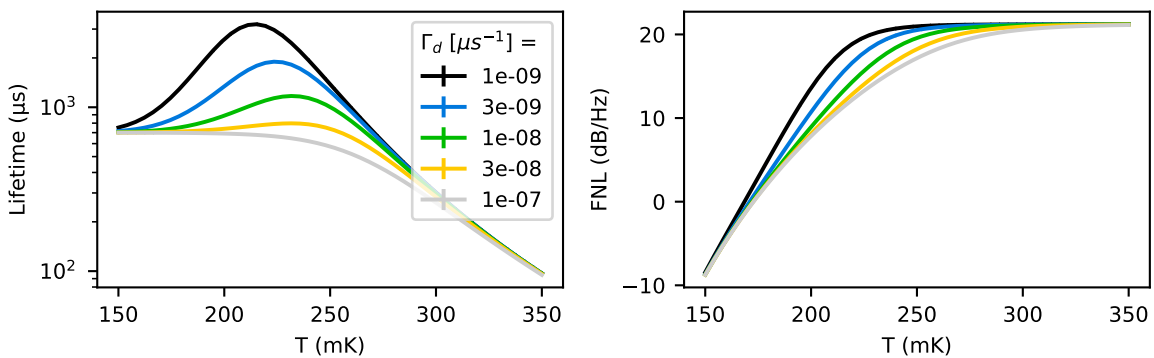 Lifetime (µs)
10³
10²
Γd [µs⁻¹] =
1e-09
3e-09
1e-08
3e-08
1e-07
150 200 250 300 350
T (mK)
FNL (dB/Hz)
20
10
0
−10
150 200 250 300 350
T (mK)